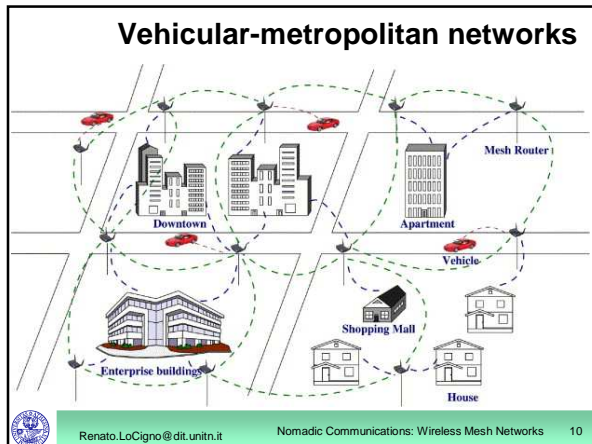 Vehicular-metropolitan networks
Mesh Router
Downtown
Apartment
Vehicle
Shopping Mall
Enterprise buildings
House
Renato.LoCigno@dit.unitn.it
Nomadic Communications: Wireless Mesh Networks 10